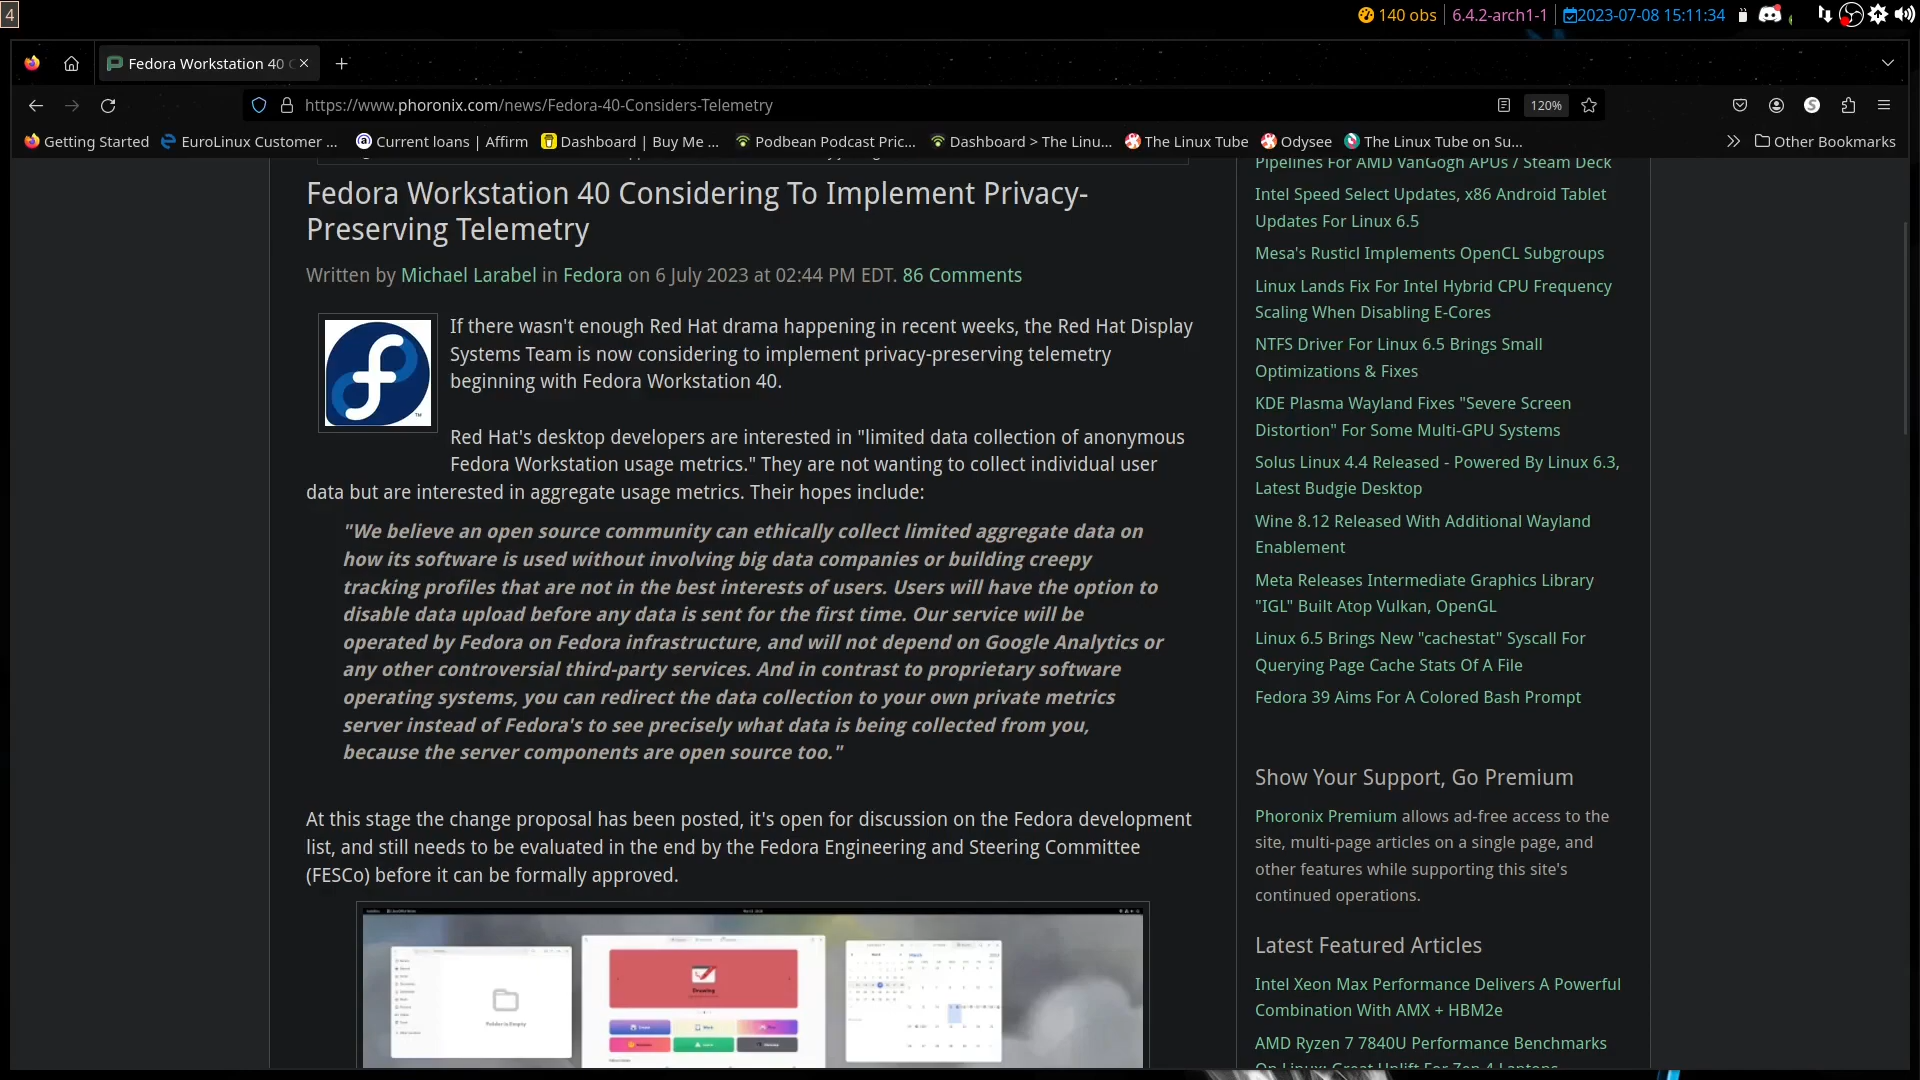 4
140 obs
6.4.2-arch1-1
2023-07-08 15:11:34
Fedora Workstation 40
https://www.phoronix.com/news/Fedora-40-Considers-Telemetry
120%
Getting Started
EuroLinux Customer ...
Current loans | Affirm
Dashboard | Buy Me ...
Podbean Podcast Pric...
Dashboard > The Linu...
The Linux Tube
Odysee
The Linux Tube on Su...
Other Bookmarks
Fedora Workstation 40 Considering To Implement Privacy-
Preserving Telemetry
Written by Michael Larabel in Fedora on 6 July 2023 at 02:44 PM EDT. 86 Comments
If there wasn't enough Red Hat drama happening in recent weeks, the Red Hat Display
Systems Team is now considering to implement privacy-preserving telemetry
beginning with Fedora Workstation 40.
Red Hat's desktop developers are interested in "limited data collection of anonymous
Fedora Workstation usage metrics." They are not wanting to collect individual user
data but are interested in aggregate usage metrics. Their hopes include:
"We believe an open source community can ethically collect limited aggregate data on
how its software is used without involving big data companies or building creepy
tracking profiles that are not in the best interests of users. Users will have the option to
disable data upload before any data is sent for the first time. Our service will be
operated by Fedora on Fedora infrastructure, and will not depend on Google Analytics or
any other controversial third-party services. And in contrast to proprietary software
operating systems, you can redirect the data collection to your own private metrics
server instead of Fedora's to see precisely what data is being collected from you,
because the server components are open source too."
At this stage the change proposal has been posted, it's open for discussion on the Fedora development
list, and still needs to be evaluated in the end by the Fedora Engineering and Steering Committee
(FESCo) before it can be formally approved.
Pipelines For AMD VanGogh APUs / Steam Deck
Intel Speed Select Updates, x86 Android Tablet
Updates For Linux 6.5
Mesa's Rusticl Implements OpenCL Subgroups
Linux Lands Fix For Intel Hybrid CPU Frequency
Scaling When Disabling E-Cores
NTFS Driver For Linux 6.5 Brings Small
Optimizations & Fixes
KDE Plasma Wayland Fixes "Severe Screen
Distortion" For Some Multi-GPU Systems
Solus Linux 4.4 Released - Powered By Linux 6.3,
Latest Budgie Desktop
Wine 8.12 Released With Additional Wayland
Enablement
Meta Releases Intermediate Graphics Library
"IGL" Built Atop Vulkan, OpenGL
Linux 6.5 Brings New "cachestat" Syscall For
Querying Page Cache Stats Of A File
Fedora 39 Aims For A Colored Bash Prompt
Show Your Support, Go Premium
Phoronix Premium allows ad-free access to the
site, multi-page articles on a single page, and
other features while supporting this site's
continued operations.
Latest Featured Articles
Intel Xeon Max Performance Delivers A Powerful
Combination With AMX + HBM2e
AMD Ryzen 7 7840U Performance Benchmarks
On Linux: Great Uplift For Zen 4 Laptops